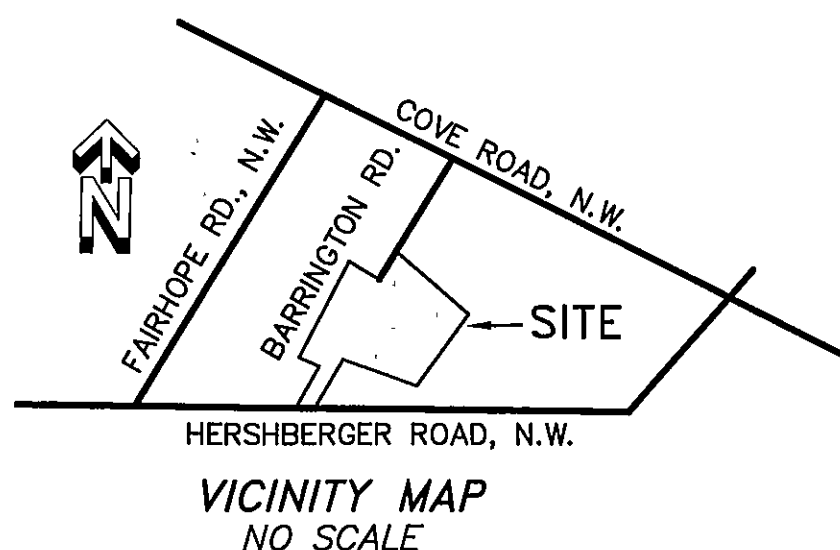 COVE ROAD, N.W.
FAIRHOPE RD., N.W.
BARRINGTON RD.
N
SITE
HERSHBERGER ROAD, N.W.
VICINITY MAP
NO SCALE